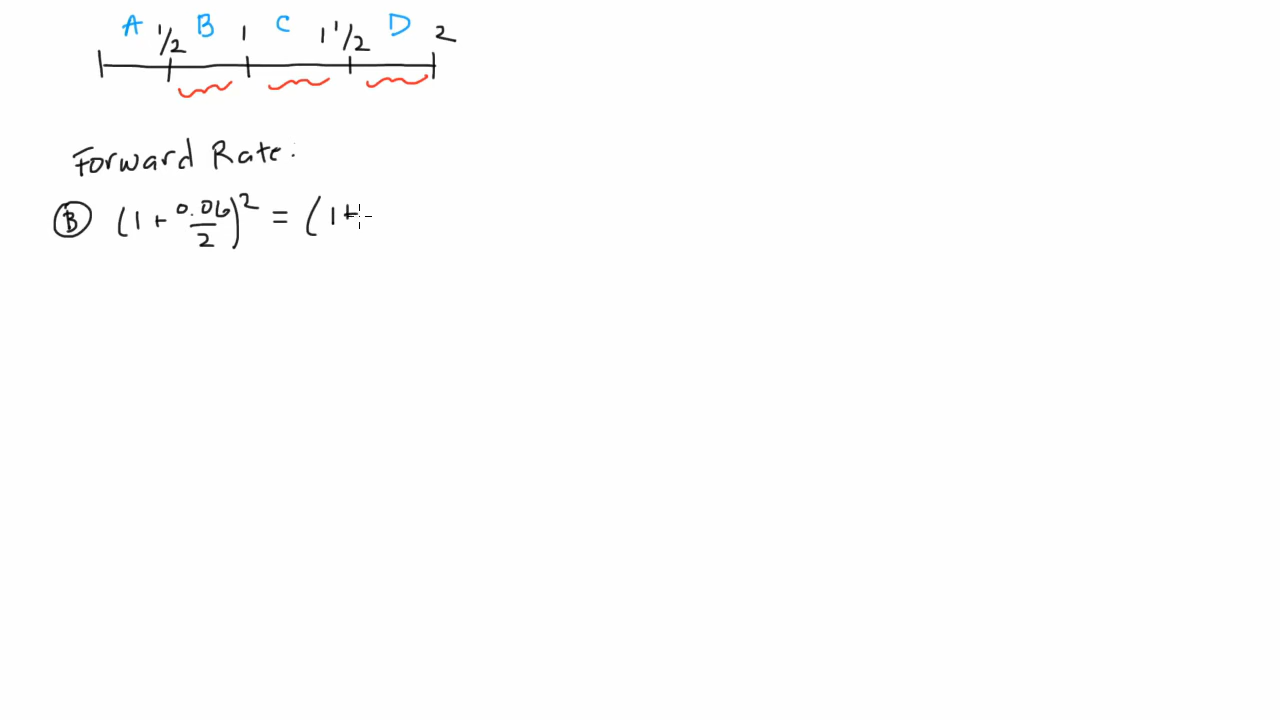 A 1/2 B 1 C 1 1/2 D 2
Forward Rate:
B (1 + 0.06/2)^2 = (1+